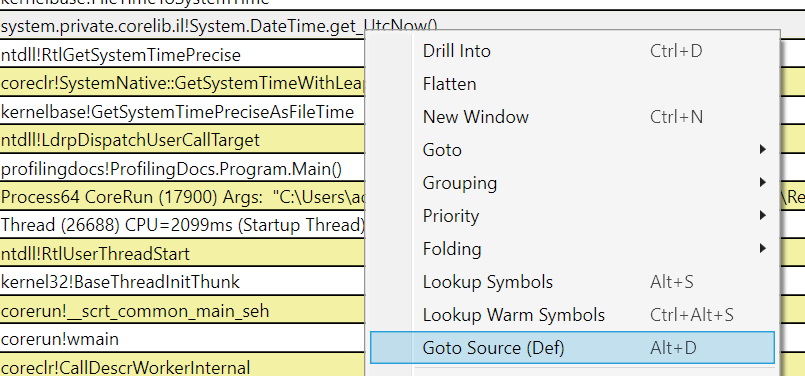 system.private.corelib.il!System.DateTime.get_UtcNow()
ntdll!RtlGetSystemTimePrecise
coreclr!SystemNative::GetSystemTimeWithLeap
kernelbase!GetSystemTimePreciseAsFileTime
ntdll!LdrpDispatchUserCallTarget
profilingdocs!ProfilingDocs.Program.Main()
Process64 CoreRun (17900) Args: "C:\Users\ad
Thread (26688) CPU=2099ms (Startup Thread)
ntdll!RtlUserThreadStart
kernel32!BaseThreadInitThunk
corerun!__scrt_common_main_seh
corerun!wmain
coreclr!CallDescrWorkerInternal
Drill Into Ctrl+D
Flatten
New Window Ctrl+N
Goto
Grouping
Priority
Folding
Lookup Symbols Alt+S
Lookup Warm Symbols Ctrl+Alt+S
Goto Source (Def) Alt+D
\Re